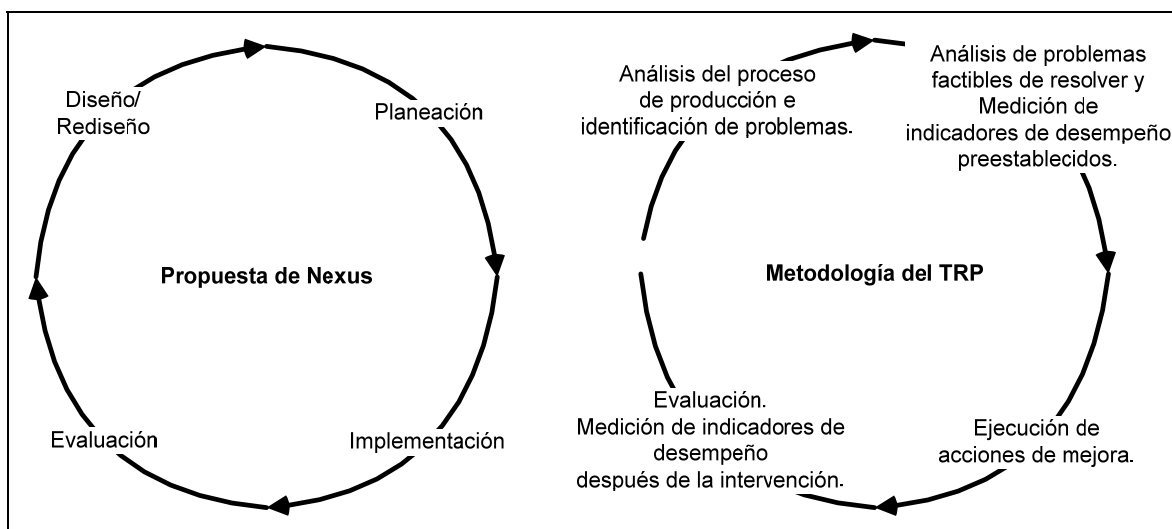 Diseño/
Rediseño
Planeación
Propuesta de Nexus
Evaluación
Implementación
Análisis del proceso
de producción e
identificación de problemas.
Análisis de problemas
factibles de resolver y
Medición de
indicadores de desempeño
preestablecidos.
Metodología del TRP
Evaluación.
Medición de indicadores de
desempeño
después de la intervención.
Ejecución de
acciones de mejora.